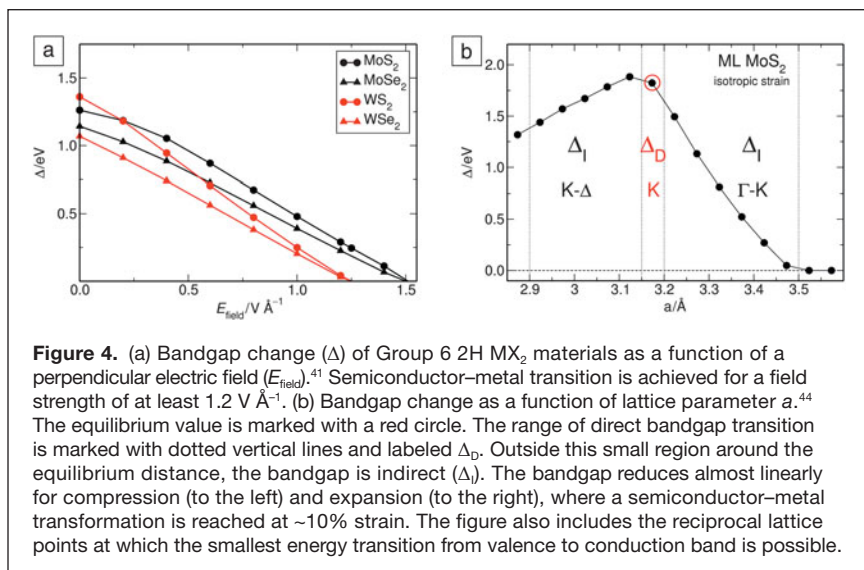 a
MoS₂
MoSe₂
WS₂
WSe₂
1.5
1.0
0.5
Δ/eV
0.0
0.5
1.0
1.5
E_field/V Å⁻¹
b
ML MoS₂
isotropic strain
2.0
1.5
1.0
0.5
0.0
Δ/eV
Δ_I
Δ_D
Δ_I
K-Δ
K
Γ-K
2.9
3
3.1
3.2
3.3
3.4
3.5
a/Å
Figure 4. (a) Bandgap change (Δ) of Group 6 2H MX₂ materials as a function of a
perpendicular electric field (E_field).⁴¹ Semiconductor–metal transition is achieved for a field
strength of at least 1.2 V Å⁻¹. (b) Bandgap change as a function of lattice parameter a.⁴⁴
The equilibrium value is marked with a red circle. The range of direct bandgap transition
is marked with dotted vertical lines and labeled Δ_D. Outside this small region around the
equilibrium distance, the bandgap is indirect (Δ_I). The bandgap reduces almost linearly
for compression (to the left) and expansion (to the right), where a semiconductor–metal
transformation is reached at ~10% strain. The figure also includes the reciprocal lattice
points at which the smallest energy transition from valence to conduction band is possible.